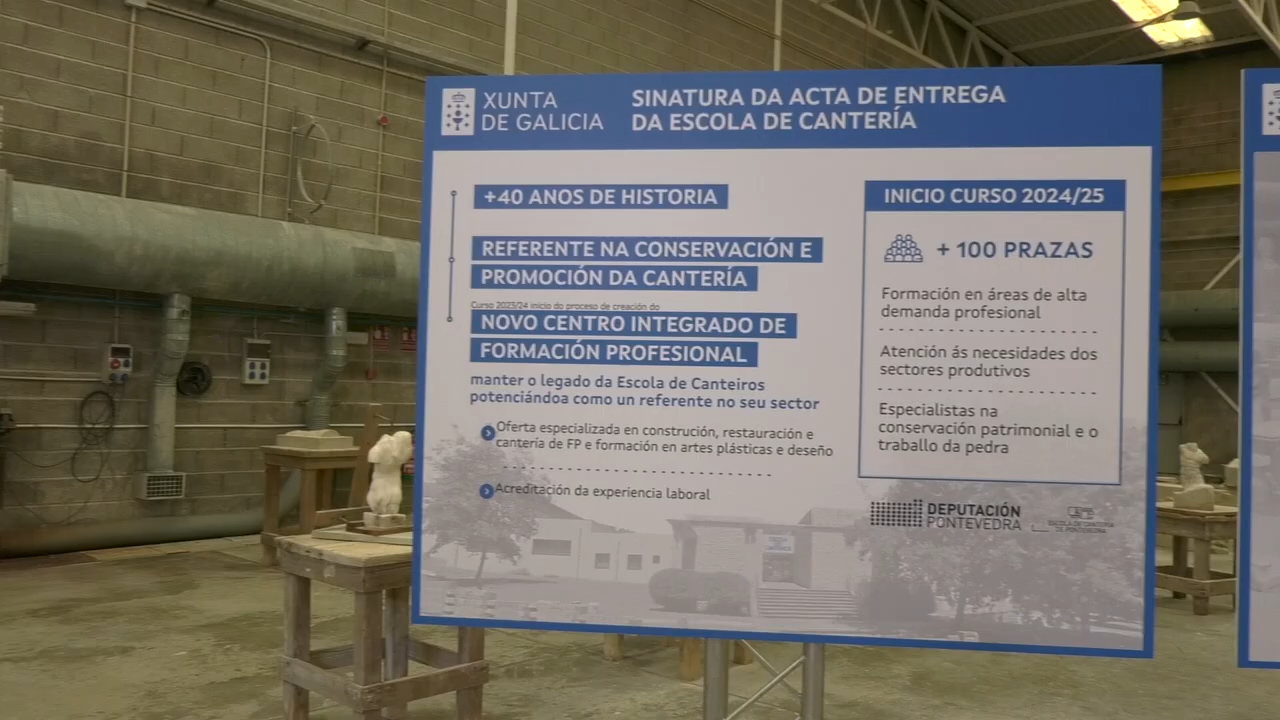 XUNTA
DE GALICIA
SINATURA DA ACTA DE ENTREGA
DA ESCOLA DE CANTERÍA
+40 ANOS DE HISTORIA
REFERENTE NA CONSERVACIÓN E
PROMOCIÓN DA CANTERÍA
Curso 2023/24 inicio do proceso de creación do
NOVO CENTRO INTEGRADO DE
FORMACIÓN PROFESIONAL
manter o legado da Escola de Canteiros
potenciándoa como un referente no seu sector
Oferta especializada en construción, restauración e
cantería de FP e formación en artes plásticas e deseño
Acreditación da experiencia laboral
INICIO CURSO 2024/25
+ 100 PRAZAS
Formación en áreas de alta
demanda profesional
Atención ás necesidades dos
sectores produtivos
Especialistas na
conservación patrimonial e o
traballo da pedra
DEPUTACIÓN
PONTEVEDRA
ESCOLA DE CANTERÍA
DE PONTEVEDRA